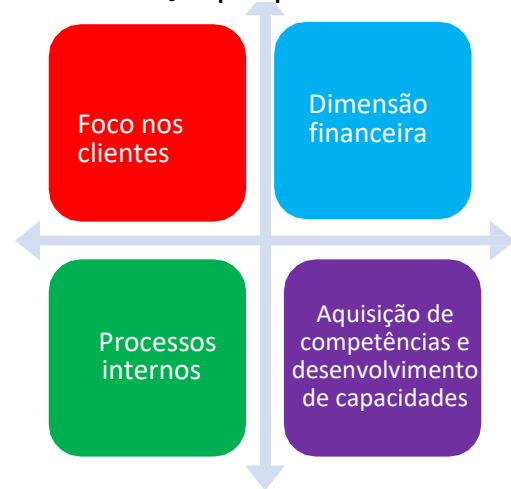 Foco nos
clientes
Dimensão
financeira
Processos
internos
Aquisição de
competências e
desenvolvimento
de capacidades